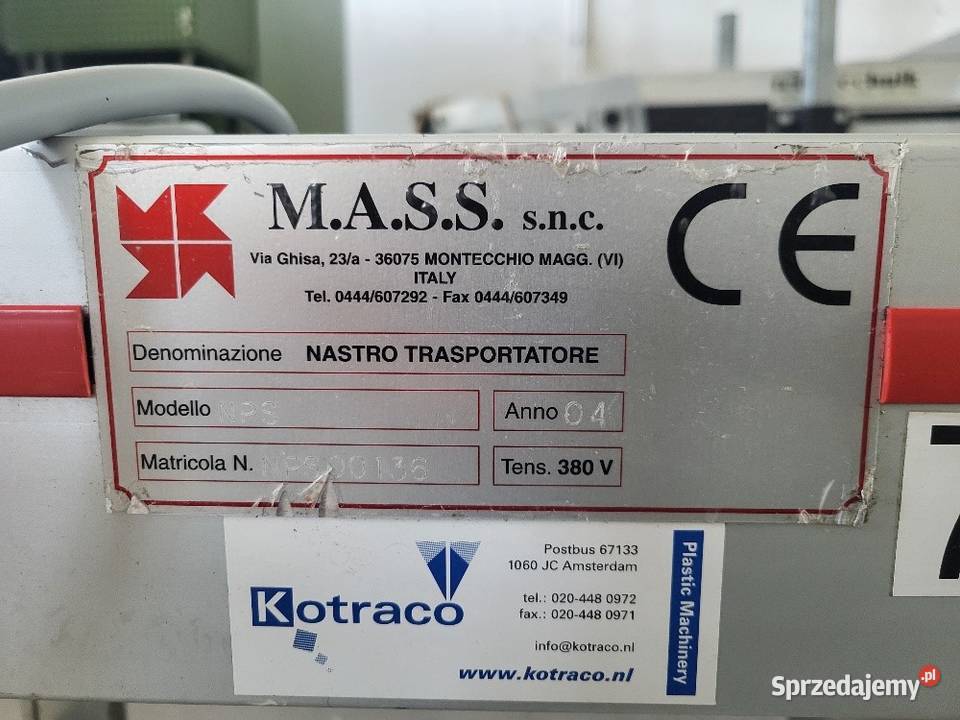 M.A.S.S. s.n.c.
Via Ghisa, 23/a - 36075 MONTECCHIO MAGG. (VI)
ITALY
Tel. 0444/607292 - Fax 0444/607349
CE
Denominazione NASTRO TRASPORTATORE
Modello NPS
Anno 04
Matricola N. NPS00136
Tens. 380 V
Kotraco
Postbus 67133
1060 JC Amsterdam
tel.: 020-448 0972
fax.: 020-448 0971
info@kotraco.nl
www.kotraco.nl
Plastic Machinery
Sprzedajemy.pl